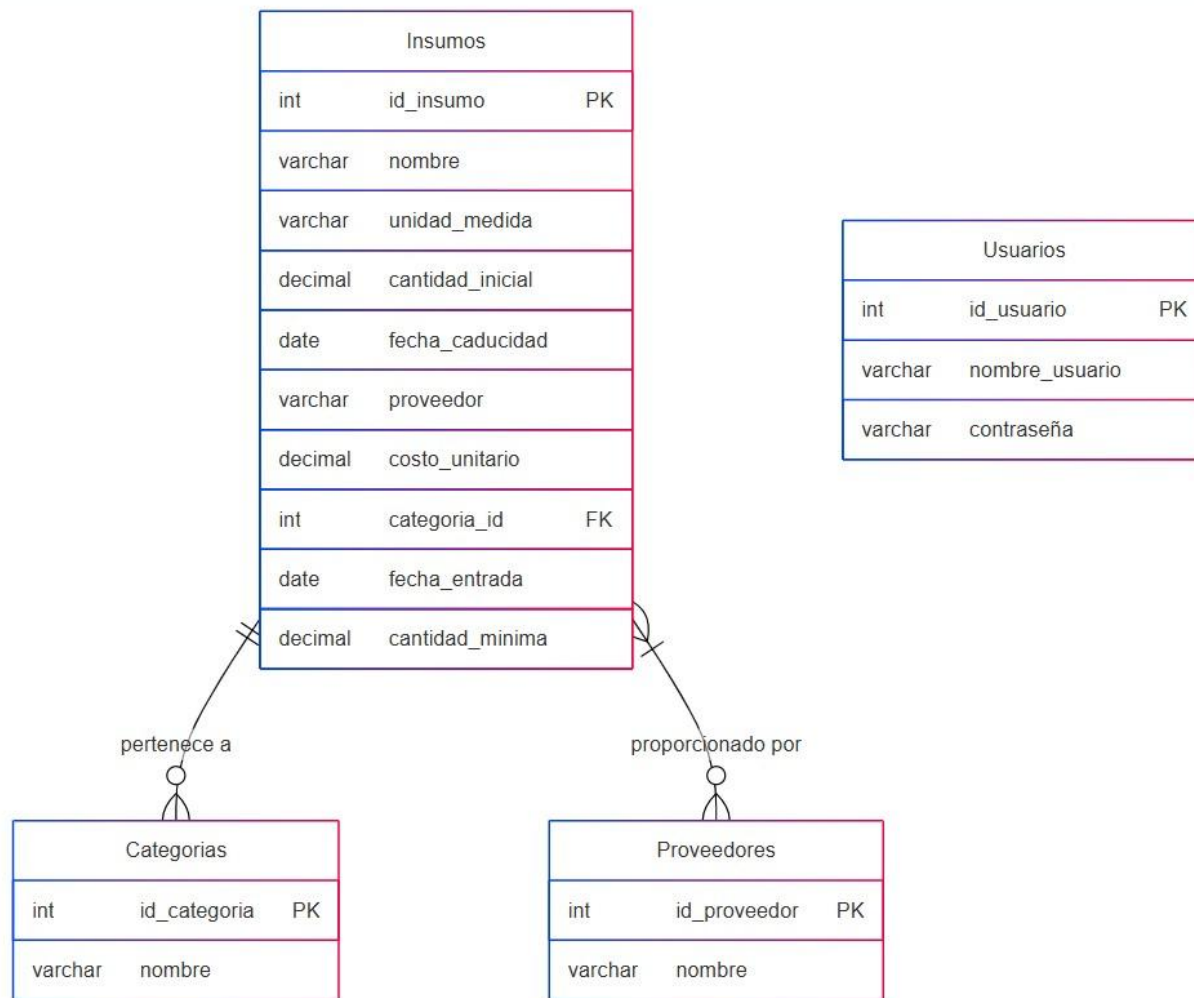 Insumos
int id_insumo PK
varchar nombre
varchar unidad_medida
decimal cantidad_inicial
date fecha_caducidad
varchar proveedor
decimal costo_unitario
int categoria_id FK
date fecha_entrada
decimal cantidad_minima
Usuarios
int id_usuario PK
varchar nombre_usuario
varchar contraseña
pertenece a
proporcionado por
Categorias
int id_categoria PK
varchar nombre
Proveedores
int id_proveedor PK
varchar nombre